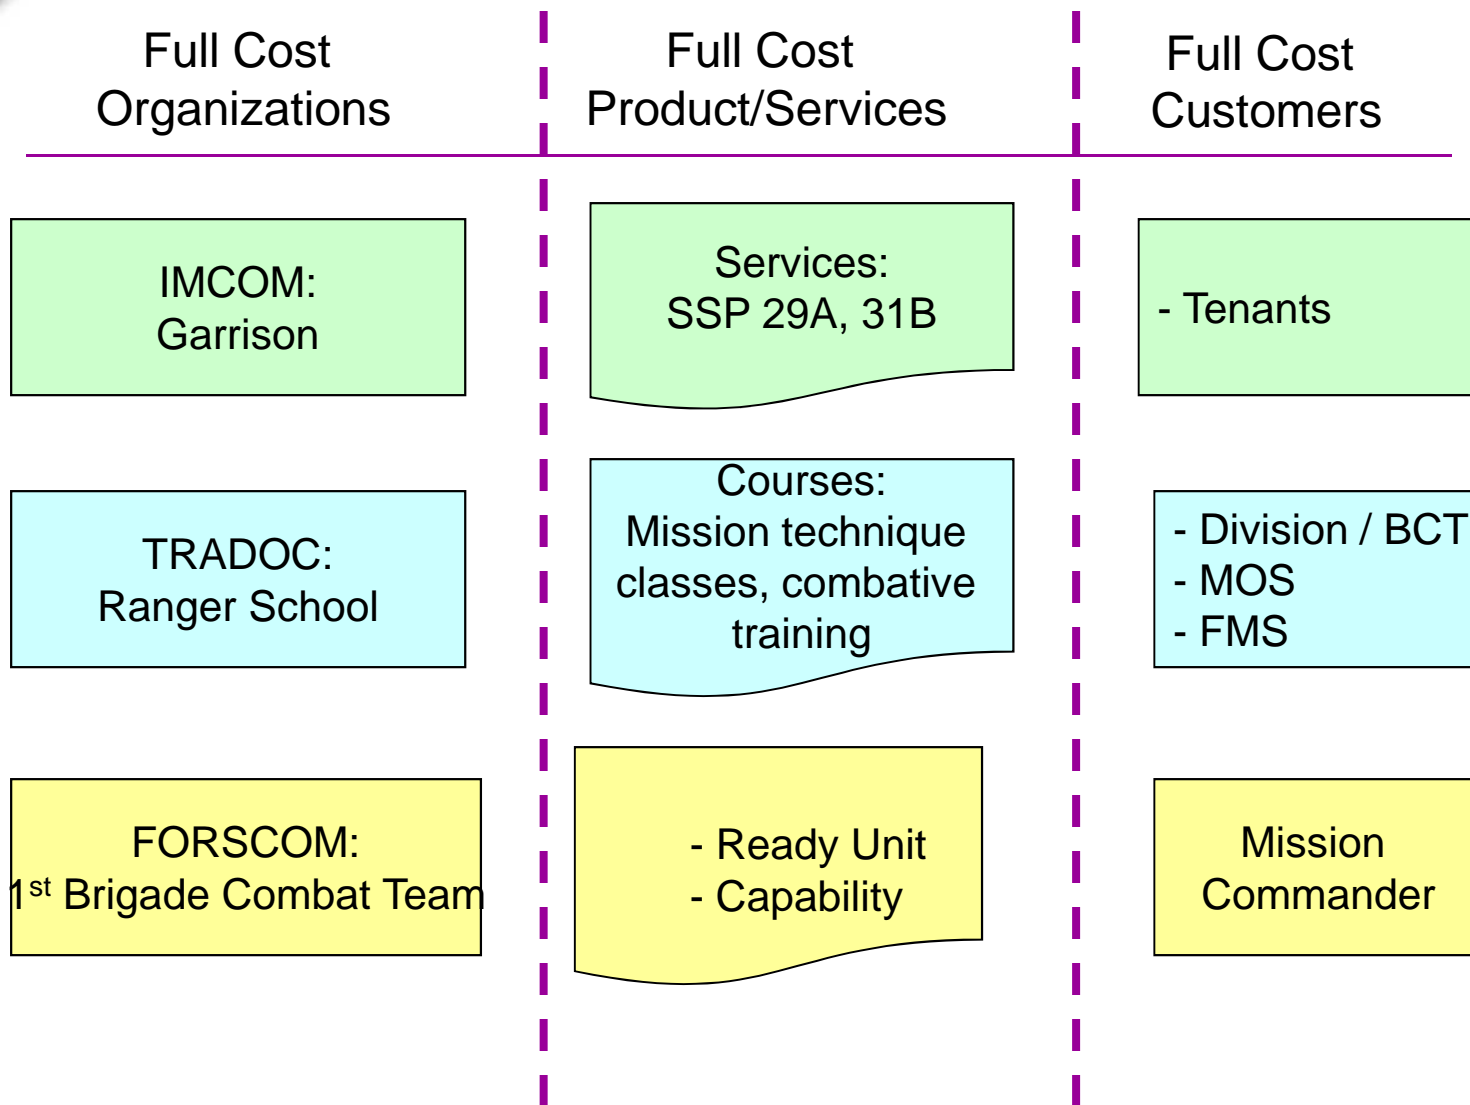 Full Cost
Organizations
Full Cost
Product/Services
Full Cost
Customers
IMCOM:
Garrison
Services:
SSP 29A, 31B
- Tenants
TRADOC:
Ranger School
Courses:
Mission technique
classes, combative
training
- Division / BCT
- MOS
- FMS
FORSCOM:
1st Brigade Combat Team
- Ready Unit
- Capability
Mission
Commander